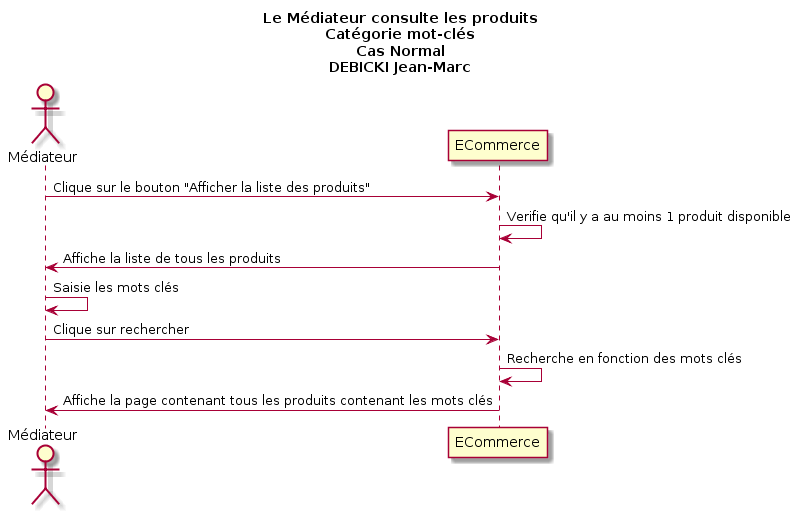 Le Médiateur consulte les produits
Catégorie mot-clés
Cas Normal
DEBICKI Jean-Marc
Médiateur
ECommerce
Clique sur le bouton "Afficher la liste des produits"
Verifie qu'il y a au moins 1 produit disponible
Affiche la liste de tous les produits
Saisie les mots clés
Clique sur rechercher
Recherche en fonction des mots clés
Affiche la page contenant tous les produits contenant les mots clés
Médiateur
ECommerce